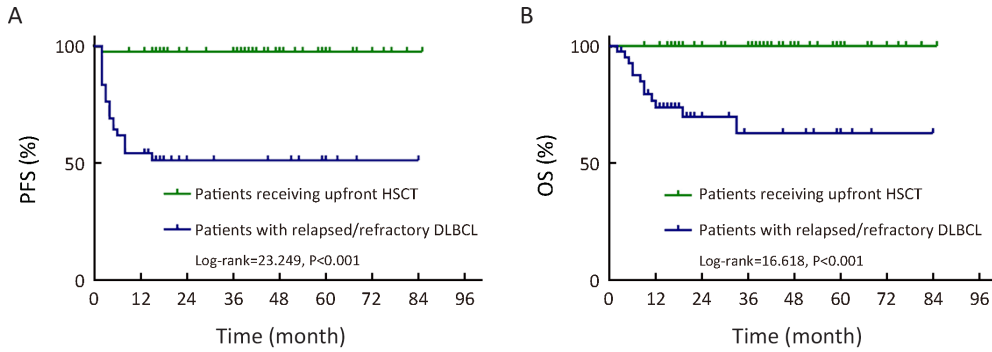 A
PFS (%)
100
50
0
Patients receiving upfront HSCT
Patients with relapsed/refractory DLBCL
Log-rank=23.249, P<0.001
0 12 24 36 48 60 72 84 96
Time (month)
B
OS (%)
100
50
0
Patients receiving upfront HSCT
Patients with relapsed/refractory DLBCL
Log-rank=16.618, P<0.001
0 12 24 36 48 60 72 84 96
Time (month)